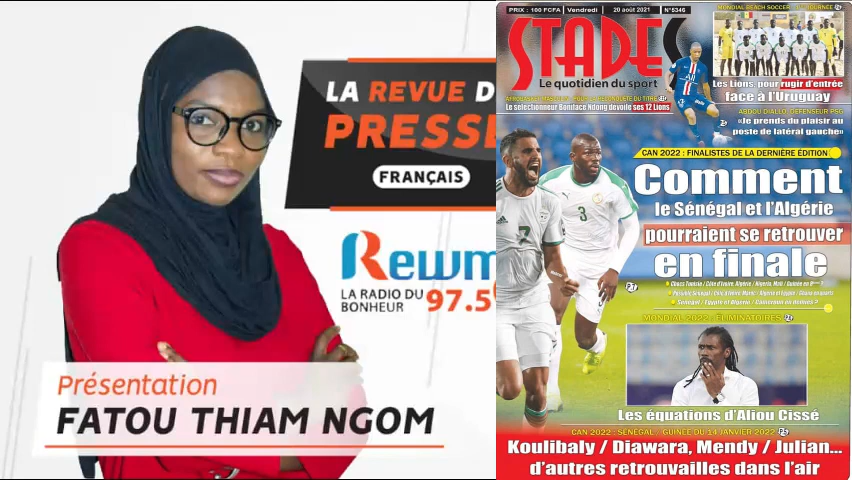 LA REVUE D
PRESSE
FRANÇAIS
Rewm
LA RADIO DU
BONHEUR 97.5
Présentation
FATOU THIAM NGOM
PRIX : 100 FCFA Vendredi 20 août 2021 N°5346
STADES
Le quotidien du sport
MONDIAL BEACH SOCCER
Les Lions pour rugir d'entrée
face à l'Uruguay
ABDOU DIALLO, DEFENSEUR PSG
«Je prends du plaisir au
poste de latéral gauche»
Le sélectionneur Boniface Ndong dévoile ses 12 Lions
CAN 2022 : FINALISTES DE LA DERNIÈRE ÉDITION
Comment
le Sénégal et l'Algérie
pourraient se retrouver
en finale
MONDIAL 2022 : ÉLIMINATOIRES
Les équations d'Aliou Cissé
CAN 2022 : SÉNÉGAL / GUINÉE DU 14 JANVIER 2022
Koulibaly / Diawara, Mendy / Julian...
d'autres retrouvailles dans l'air